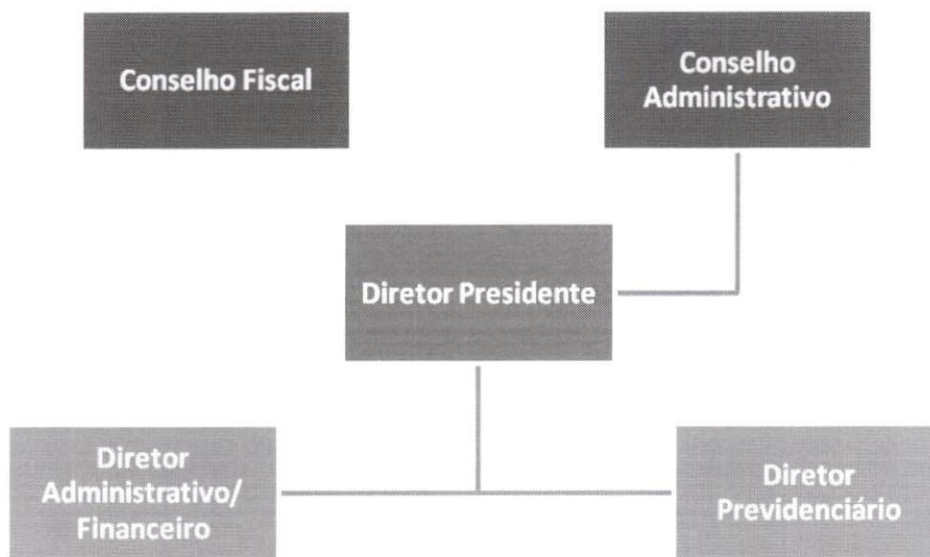 Conselho Fiscal
Conselho
Administrativo
Diretor Presidente
Diretor
Administrativo/
Financeiro
Diretor
Previdenciário